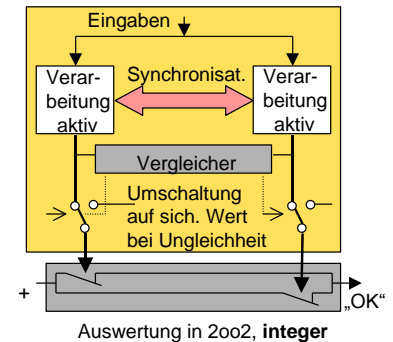 Eingaben
Verar-
beitung
aktiv
Synchronisat.
Verar-
beitung
aktiv
Vergleicher
Umschaltung
auf sich. Wert
bei Ungleichheit
+
„OK“
Auswertung in 2oo2, integer